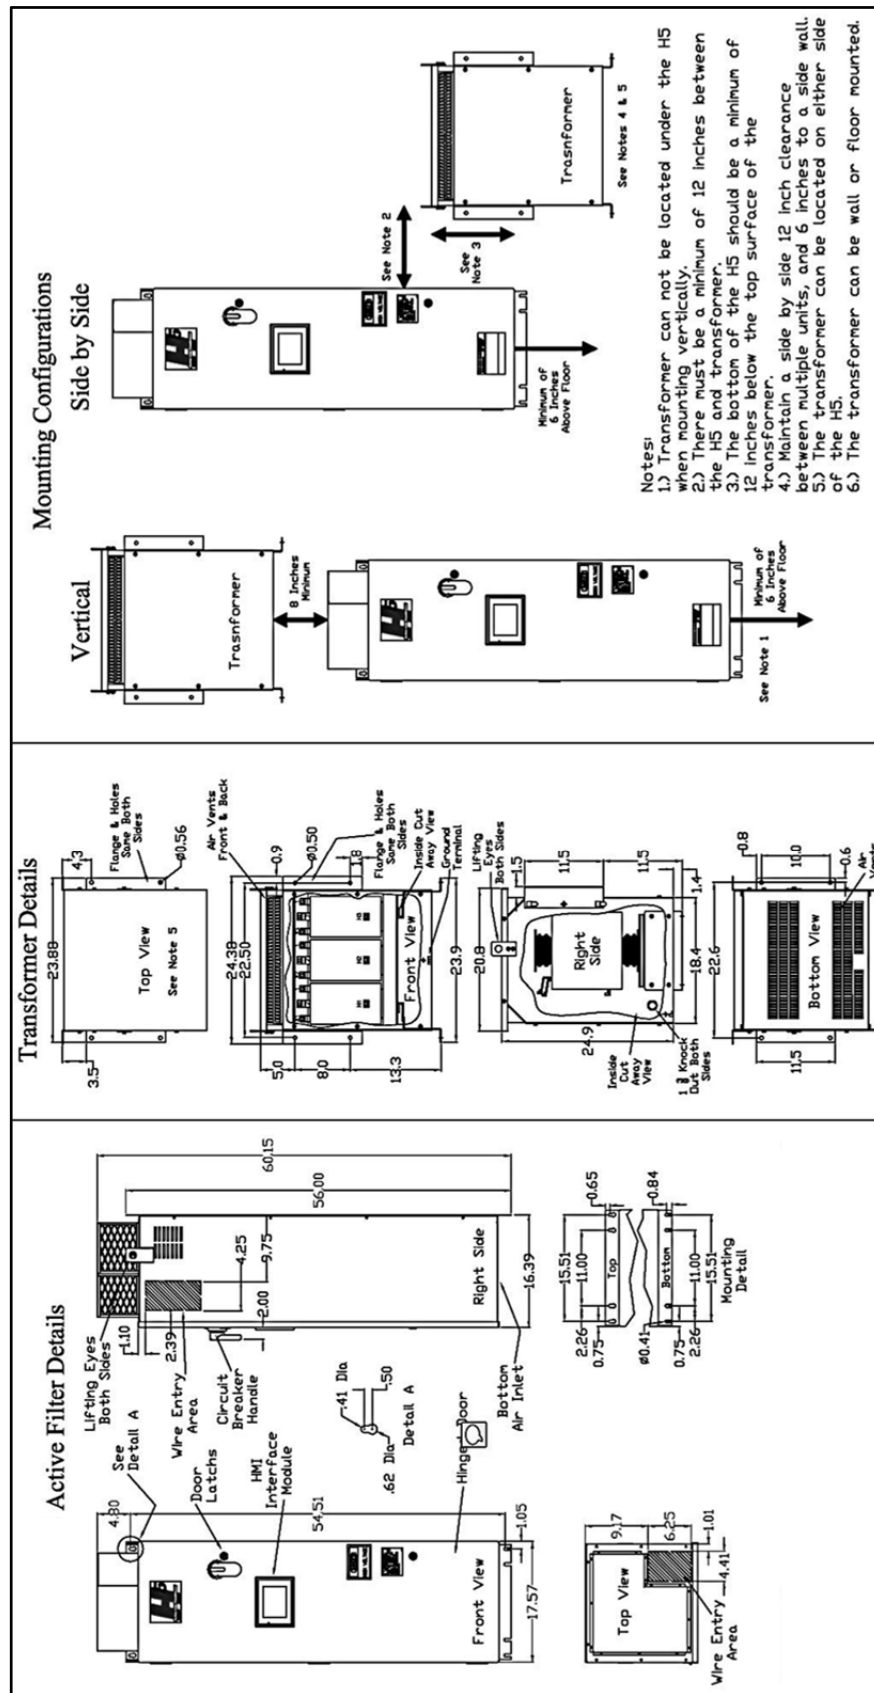 Mounting Configurations
Vertical
Side by Side
Trasnformer
8 Inches
Minimum
See Note 1
Minimum of
6 Inches
Above Floor
Minimum of
6 Inches
Above Floor
See Note 2
See
Note 3
Trasnformer
See Notes 4 & 5
Notes:
1.) Transformer can not be located under the H5
when mounting vertically.
2.) There must be a minimum of 12 inches between
the H5 and transformer.
3.) The bottom of the H5 should be a minimum of
12 inches below the top surface of the
transformer.
4.) Maintain a side by side 12 inch clearance
between multiple units, and 6 inches to a side wall.
5.) The transformer can be located on either side
of the H5.
6.) The transformer can be wall or floor mounted.
Transformer Details
23.88
3.5
4.3
Top View
See Note 5
Flange & Holes
Same Both
Sides
Ø0.56
Air Vents
Front & Back
24.38
22.50
0.9
Ø0.50
5.0
8.0
13.3
1.8
Flange & Holes
Same Both
Sides
H1
H2
H3
Front View
Inside Cut
Away View
Ground
Terminal
23.9
Lifting
Eyes
Both Sides
20.8
1.5
11.5
11.5
Right
Side
24.9
1.4
18.4
Inside
Cut
Away
View
Knock
Out Both
Sides
22.6
0.8
10.0
0.6
11.5
Bottom View
Air
Vents
Active Filter Details
4.80
See
Detail A
Door
Latchs
HMI
Interface
Module
54.51
Hinge Door
Front View
1.05
17.57
Lifting Eyes
Both Sides
1.10
Wire Entry
Area
2.39
Circuit
Breaker
Handle
2.00
4.25
9.75
56.00
60.15
Right Side
Bottom
Air Inlet
16.39
.41 Dia
.50
.62 Dia
Detail A
Top View
9.17
6.25
1.01
4.41
Wire Entry
Area
15.51
11.00
2.26
0.75
0.65
Top
Ø0.41
Bottom
0.84
0.75
2.26
11.00
15.51
Mounting
Detail